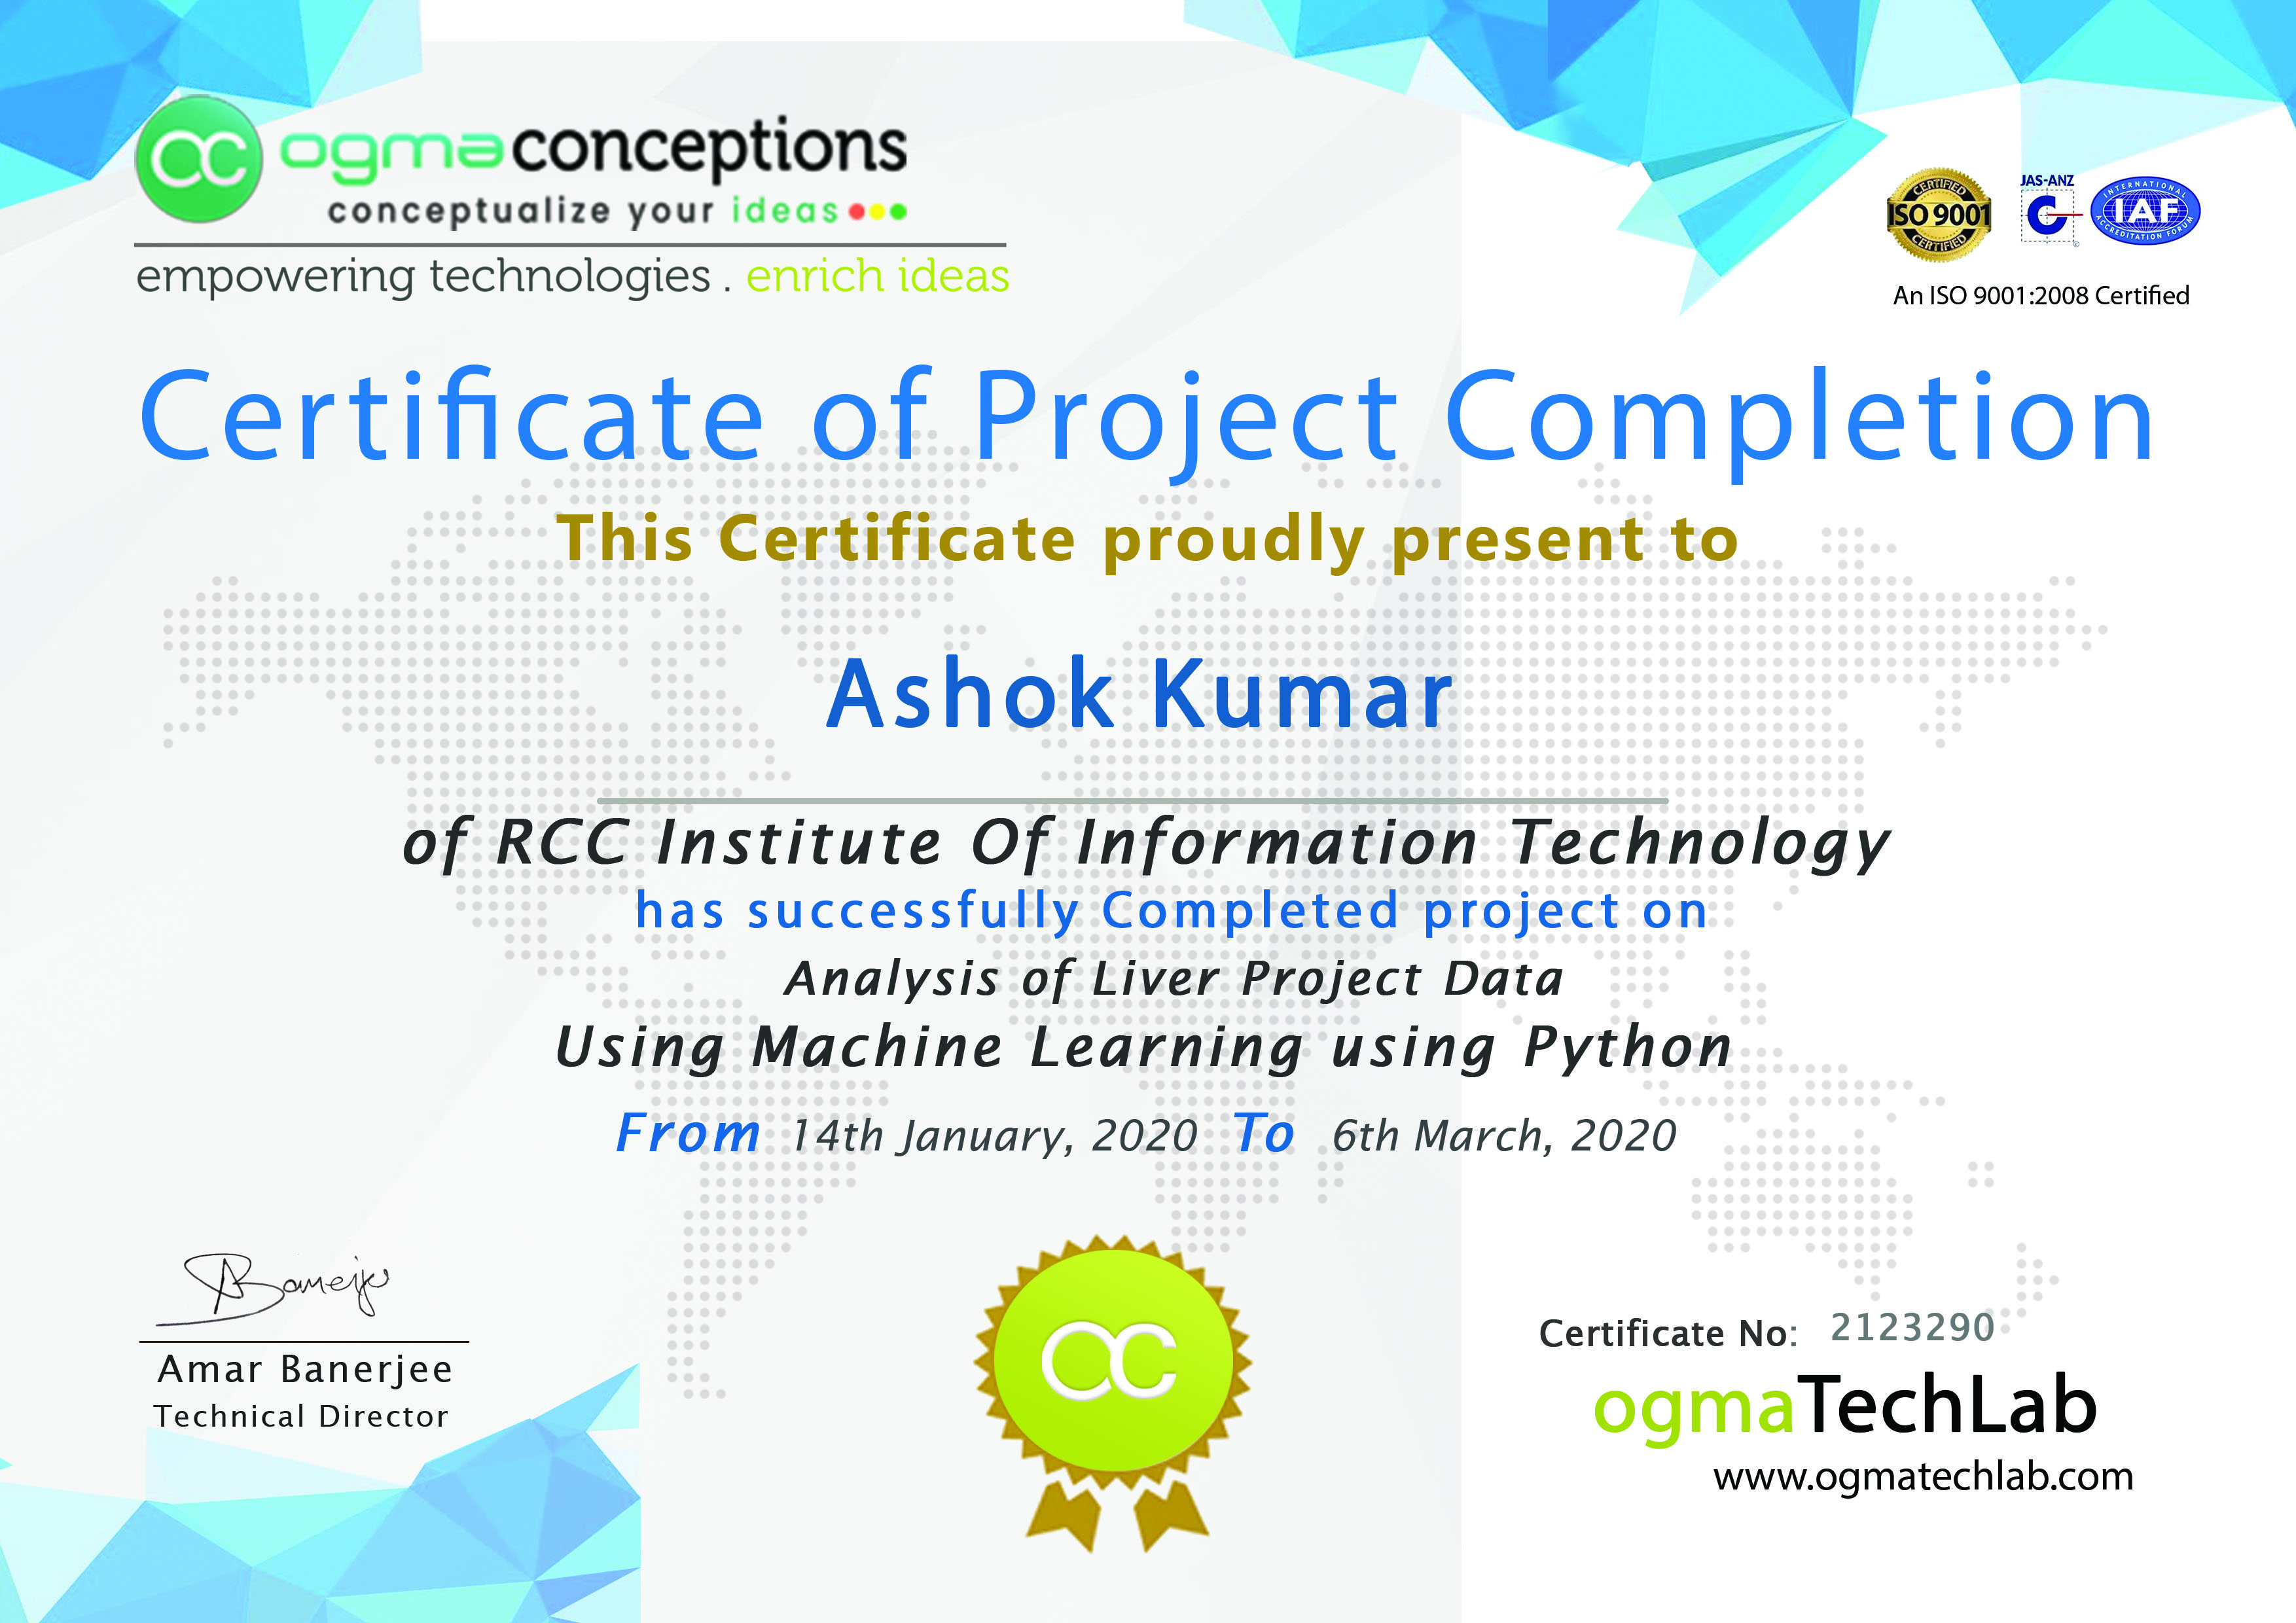 ogmaconceptions
conceptualize your ideas
empowering technologies . enrich ideas
CERTIFIED
ISO 9001
CERTIFIED
JAS-ANZ
INTERNATIONAL
IAF
ACCREDITATION FORUM
An ISO 9001:2008 Certified
Certificate of Project Completion
This Certificate proudly present to
Ashok Kumar
of RCC Institute Of Information Technology
has successfully Completed project on
Analysis of Liver Project Data
Using Machine Learning using Python
From 14th January, 2020 To 6th March, 2020
Banerjee
Amar Banerjee
Technical Director
Certificate No: 2123290
ogmaTechLab
www.ogmatechlab.com